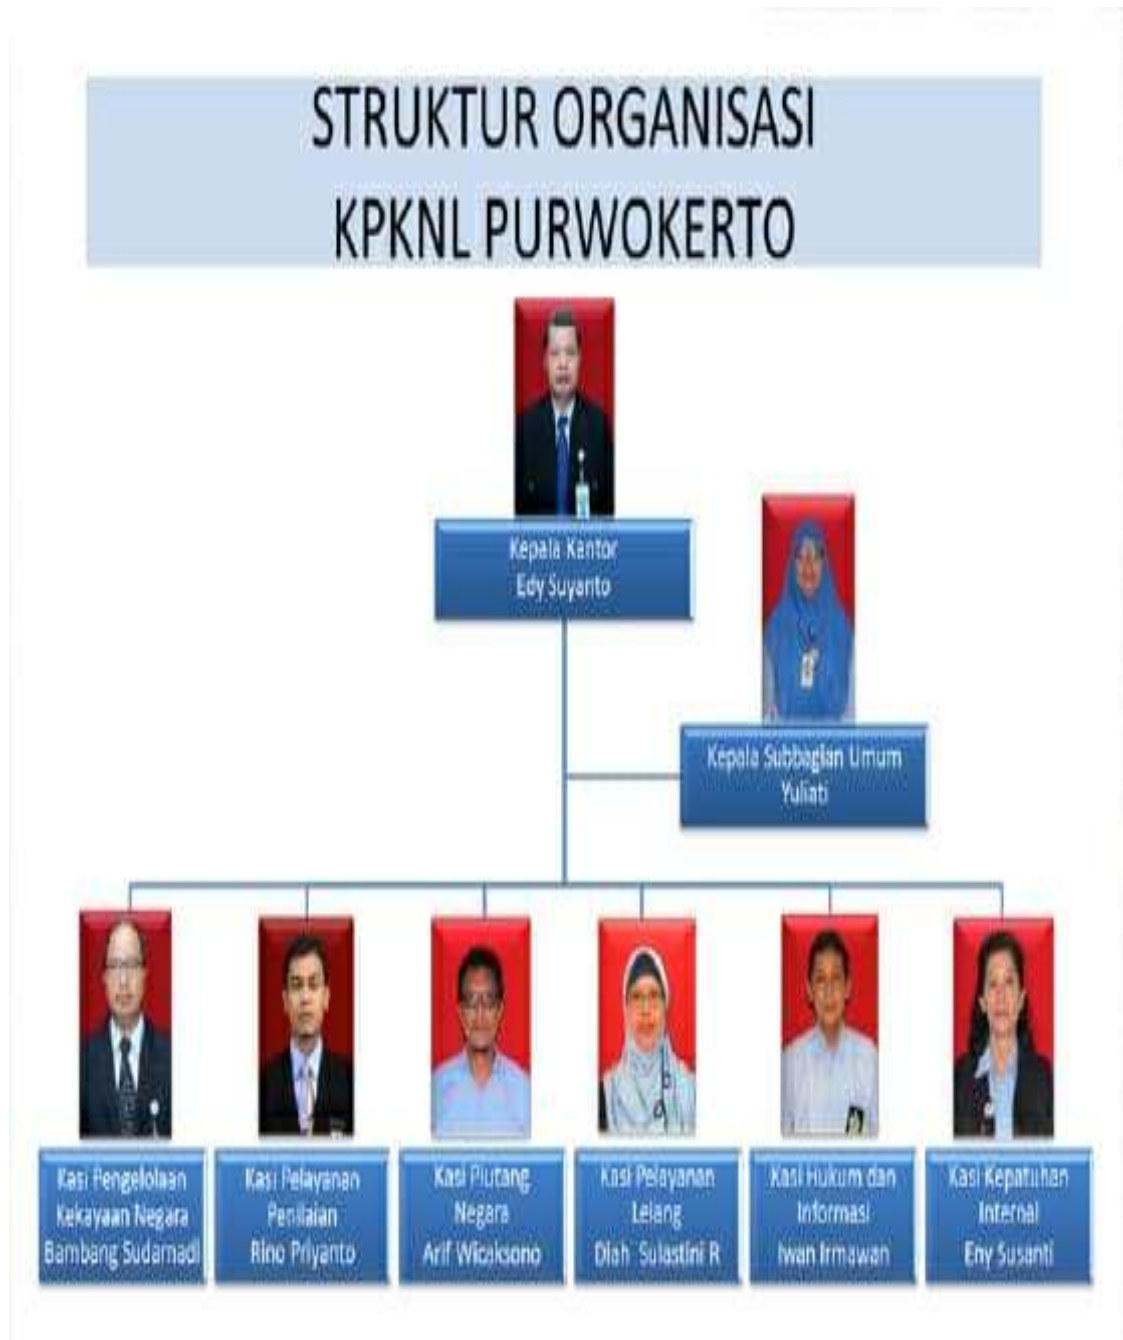 STRUKTUR ORGANISASI
KPKNL PURWOKERTO
Kepala Kantor
Edy Suyanto
Kepala Subbagian Umum
Yuliati
Kasi Pengelolaan
Kekayaan Negara
Bambang Sudarnadi
Kasi Pelayanan
Penilaian
Rino Priyanto
Kasi Piutang
Negara
Arif Wicaksono
Kasi Pelayanan
Lelang
Diah Sulastini R
Kasi Hukum dan
Informasi
Iwan Irmawan
Kasi Kepatuhan
Internal
Eny Susanti